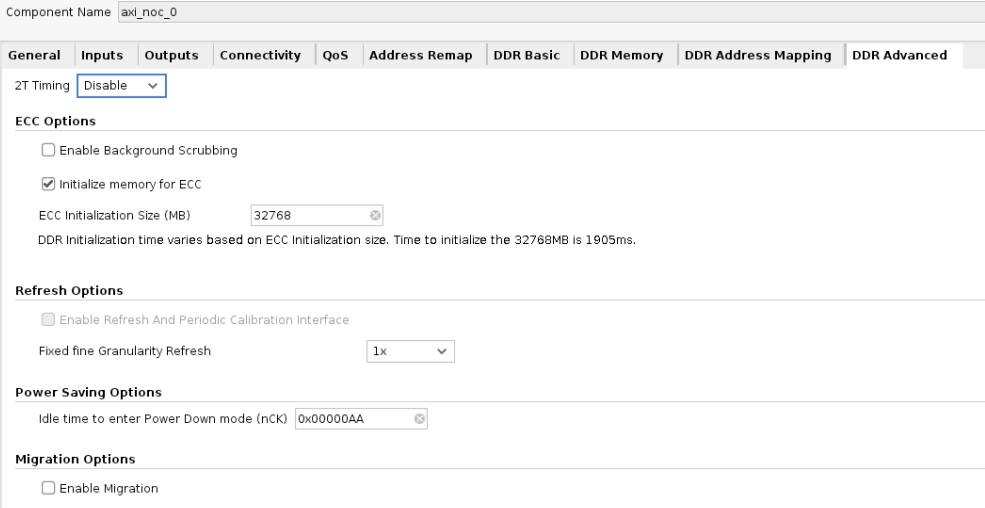 Component Name axi_noc_0
General Inputs Outputs Connectivity QoS Address Remap DDR Basic DDR Memory DDR Address Mapping DDR Advanced
2T Timing Disable
ECC Options
Enable Background Scrubbing
Initialize memory for ECC
ECC Initialization Size (MB) 32768
DDR Initialization time varies based on ECC Initialization size. Time to initialize the 32768MB is 1905ms.
Refresh Options
Enable Refresh And Periodic Calibration Interface
Fixed fine Granularity Refresh 1x
Power Saving Options
Idle time to enter Power Down mode (nCK) 0x00000AA
Migration Options
Enable Migration